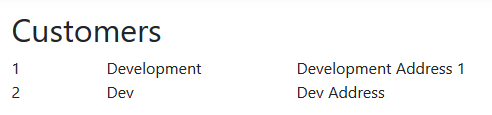 Customers
1 Development Development Address 1
2 Dev Dev Address